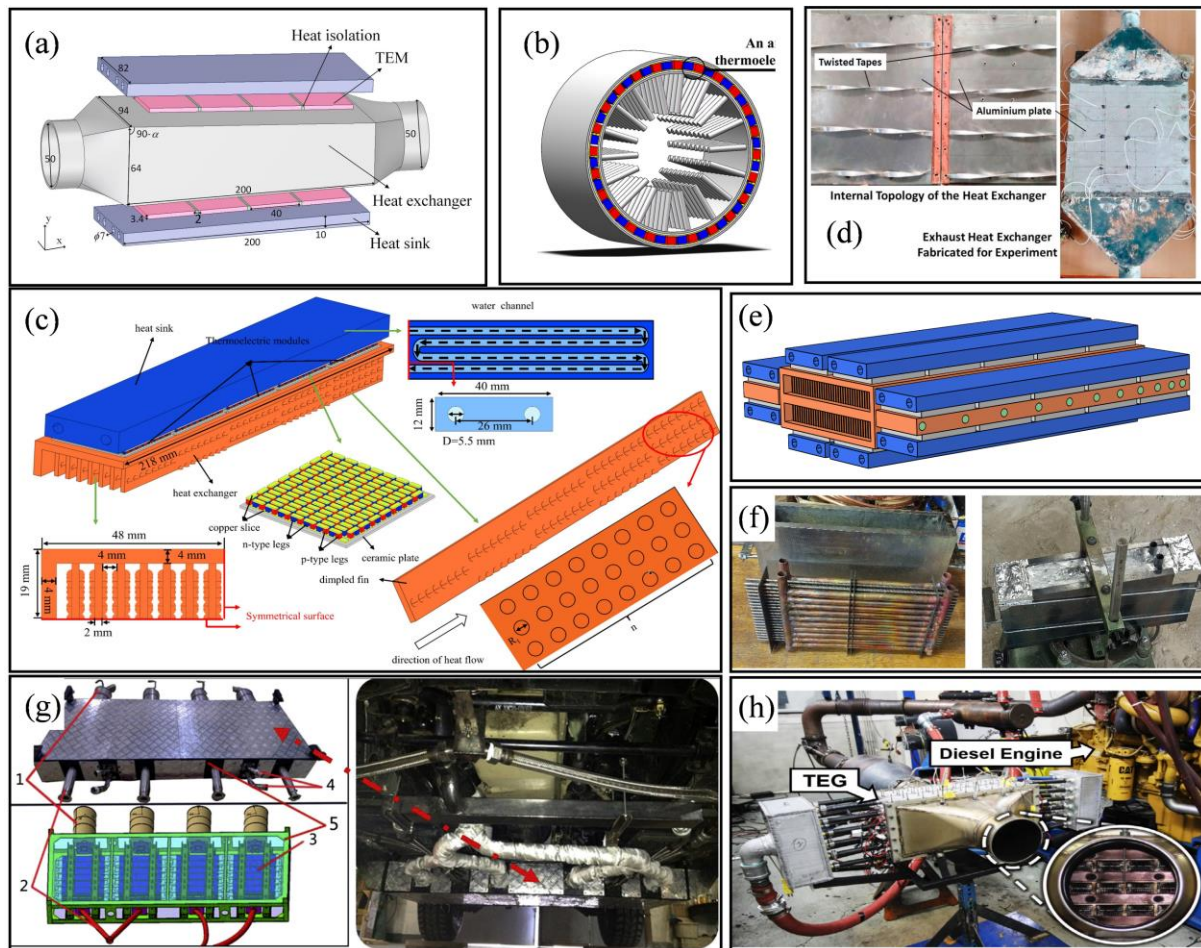 (a)
Heat isolation
TEM
82
94
90-α
50
64
50
200
Heat exchanger
3.4
2
40
φ7
200
10
Heat sink
y
x
(b)
An a
thermoele
Twisted Tapes
Aluminium plate
Internal Topology of the Heat Exchanger
(d)
Exhaust Heat Exchanger
Fabricated for Experiment
(c)
heat sink
Thermoelectric modules
water channel
40 mm
12 mm
26 mm
D=5.5 mm
218 mm
heat exchanger
copper slice
n-type legs
p-type legs
ceramic plate
dimpled fin
48 mm
4 mm
4 mm
19 mm
4 mm
2 mm
Symmetrical surface
direction of heat flow
R₁
n
(e)
(f)
(g)
1
4
5
3
2
(h)
Diesel Engine
TEG
CAT